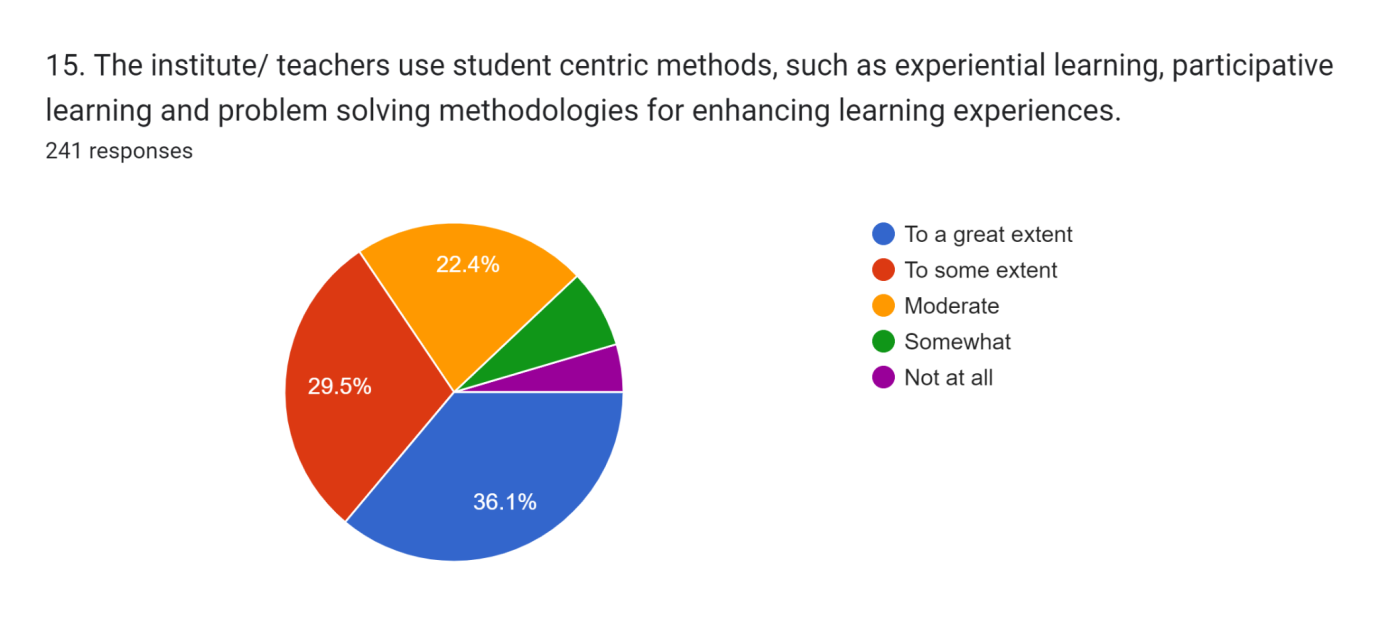 15. The institute/ teachers use student centric methods, such as experiential learning, participative
learning and problem solving methodologies for enhancing learning experiences.
241 responses
22.4%
29.5%
36.1%
To a great extent
To some extent
Moderate
Somewhat
Not at all